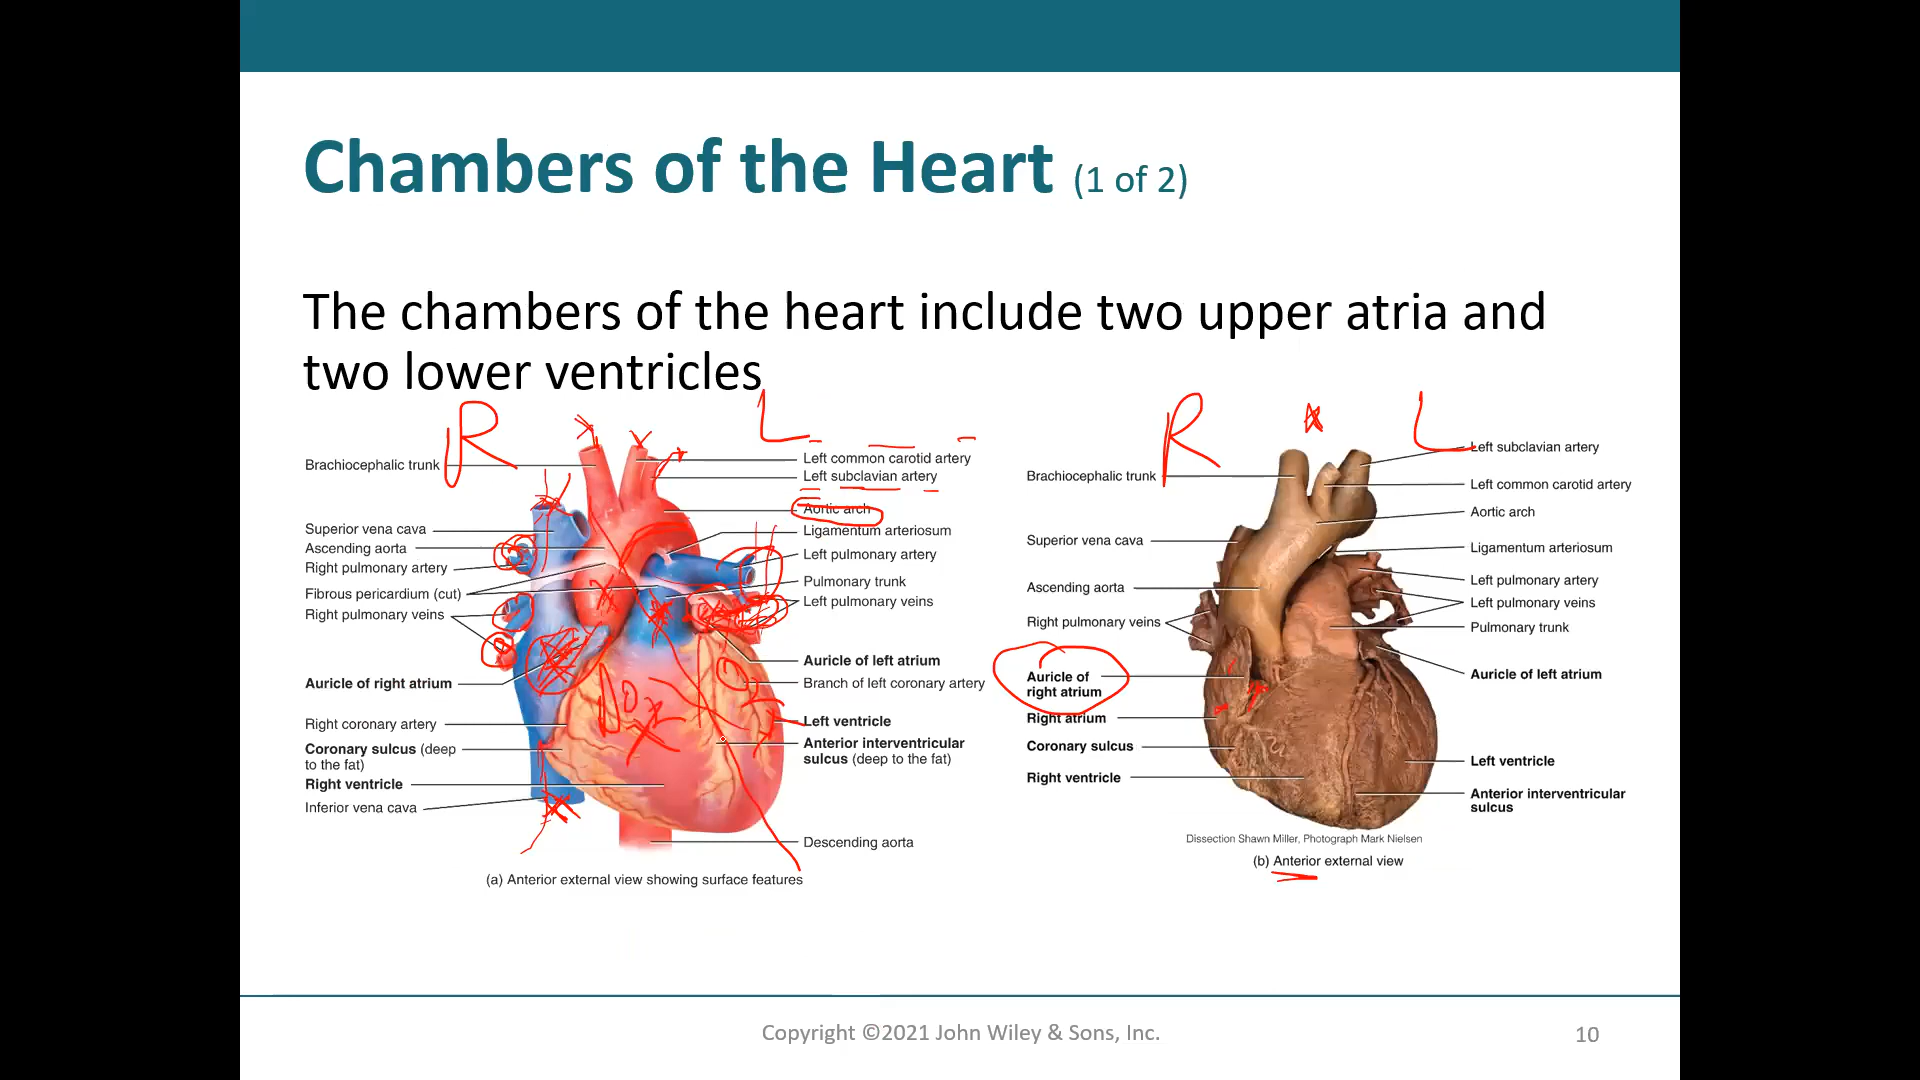 Chambers of the Heart (1 of 2)
The chambers of the heart include two upper atria and
two lower ventricles
R
L
Brachiocephalic trunk
Superior vena cava
Ascending aorta
Right pulmonary artery
Fibrous pericardium (cut)
Right pulmonary veins
Auricle of right atrium
Right coronary artery
Coronary sulcus (deep
to the fat)
Right ventricle
Inferior vena cava
Left common carotid artery
Left subclavian artery
Aortic arch
Ligamentum arteriosum
Left pulmonary artery
Pulmonary trunk
Left pulmonary veins
Auricle of left atrium
Branch of left coronary artery
Left ventricle
Anterior interventricular
sulcus (deep to the fat)
Descending aorta
(a) Anterior external view showing surface features
R
L
Brachiocephalic trunk
Superior vena cava
Ascending aorta
Right pulmonary veins
Auricle of
right atrium
Right atrium
Coronary sulcus
Right ventricle
Left subclavian artery
Left common carotid artery
Aortic arch
Ligamentum arteriosum
Left pulmonary artery
Left pulmonary veins
Pulmonary trunk
Auricle of left atrium
Left ventricle
Anterior interventricular
sulcus
Dissection Shawn Miller, Photograph Mark Nielsen
(b) Anterior external view
Copyright ©2021 John Wiley & Sons, Inc.
10